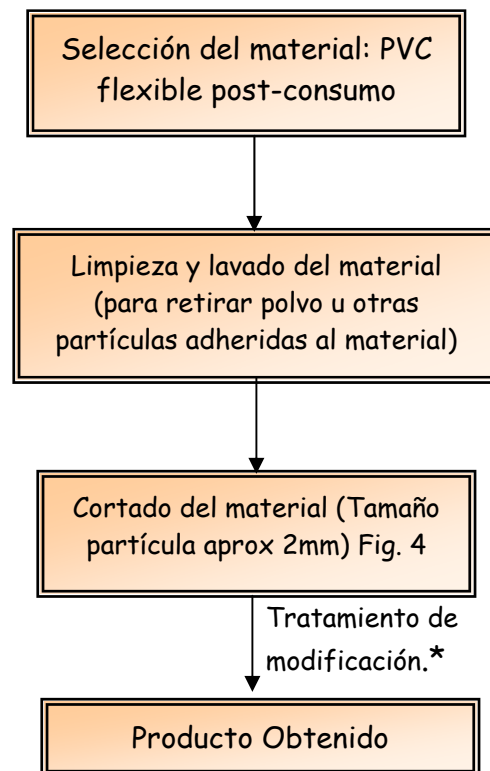 Selección del material: PVC
flexible post-consumo
Limpieza y lavado del material
(para retirar polvo u otras
partículas adheridas al material)
Cortado del material (Tamaño
partícula aprox 2mm) Fig. 4
Tratamiento de
modificación.*
Producto Obtenido